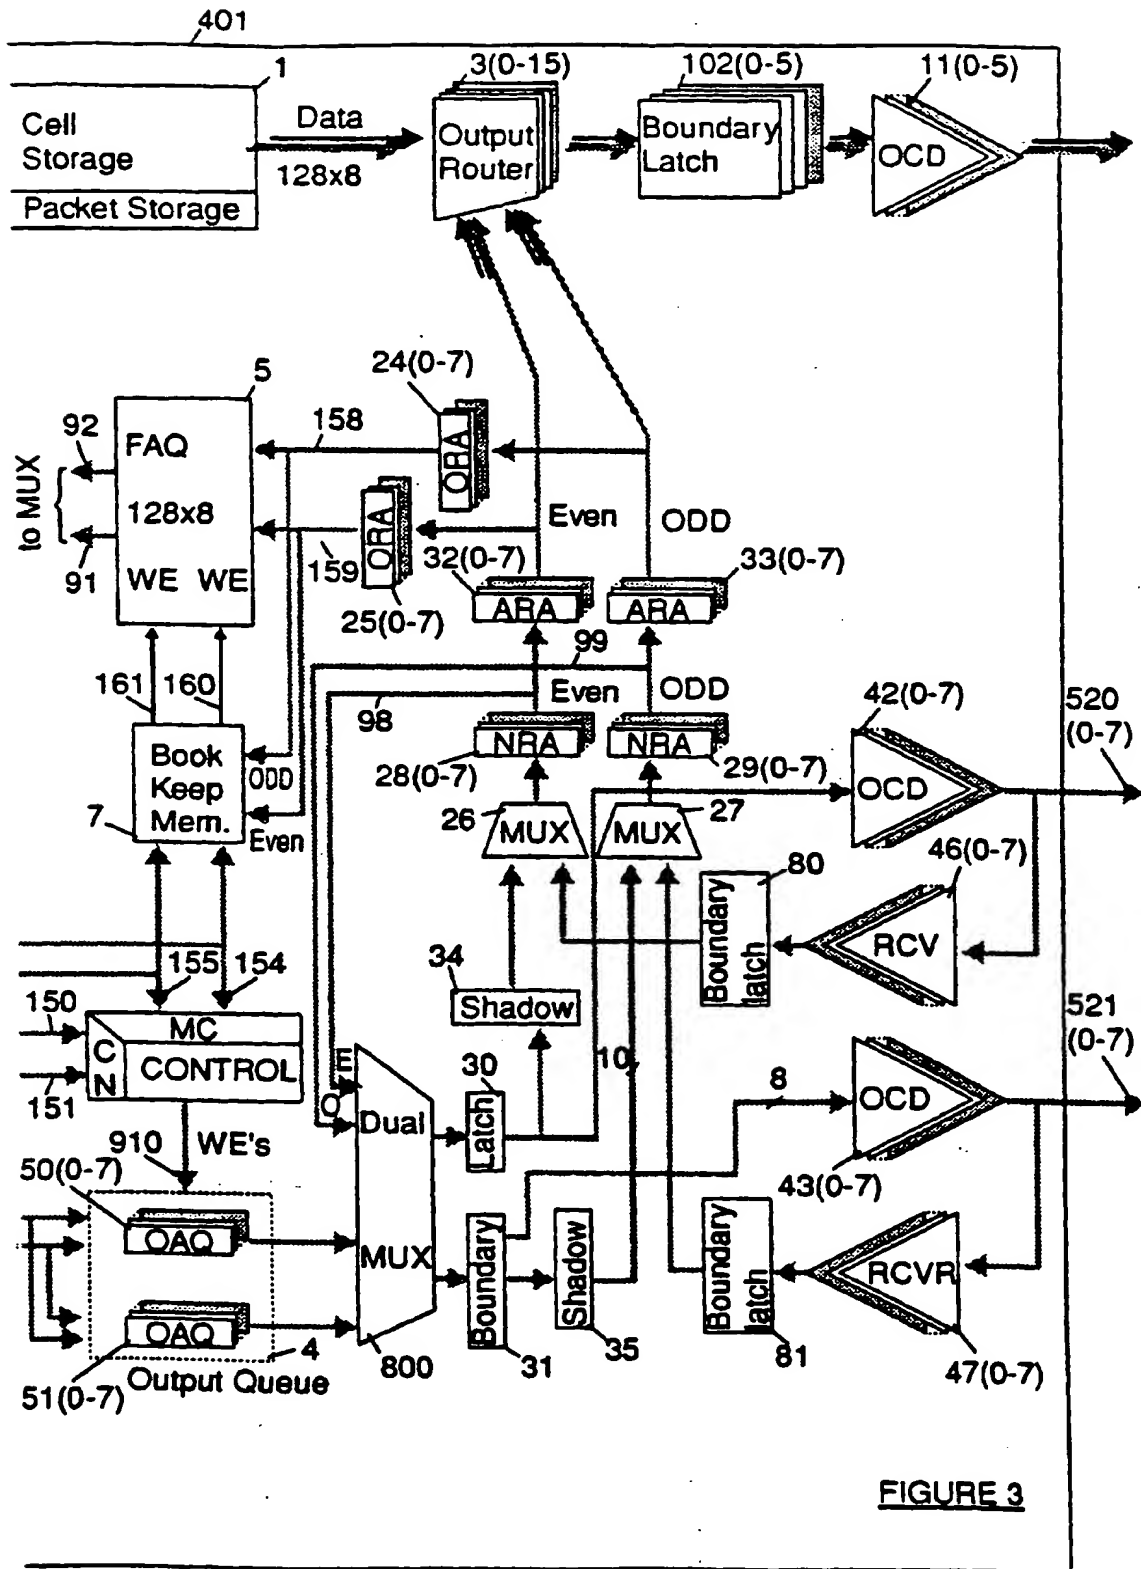 401
1
3(0-15)
102(0-5)
11(0-5)
Cell
Storage
Packet Storage
Data
128x8
Output
Router
Boundary
Latch
OCD
24(0-7)
5
92
FAQ
158
ORA
to MUX
128x8
ORA
Even
ODD
91
WE WE
159
32(0-7)
33(0-7)
25(0-7)
ARA
ARA
99
161
160
98
Even
ODD
42(0-7)
520
(0-7)
Book
Keep
Mem.
ODD
NRA
NRA
28(0-7)
29(0-7)
OCD
7
Even
26
MUX
MUX
27
46(0-7)
80
Boundary
latch
RCV
155
154
34
Shadow
150
MC
C
N
CONTROL
151
521
(0-7)
E
O
Dual
30
10
8
OCD
Latch
910
WE's
50(0-7)
43(0-7)
OAQ
MUX
Boundary
Shadow
Boundary
latch
RCVR
OAQ
4
800
31
35
81
47(0-7)
Output Queue
51(0-7)
FIGURE 3